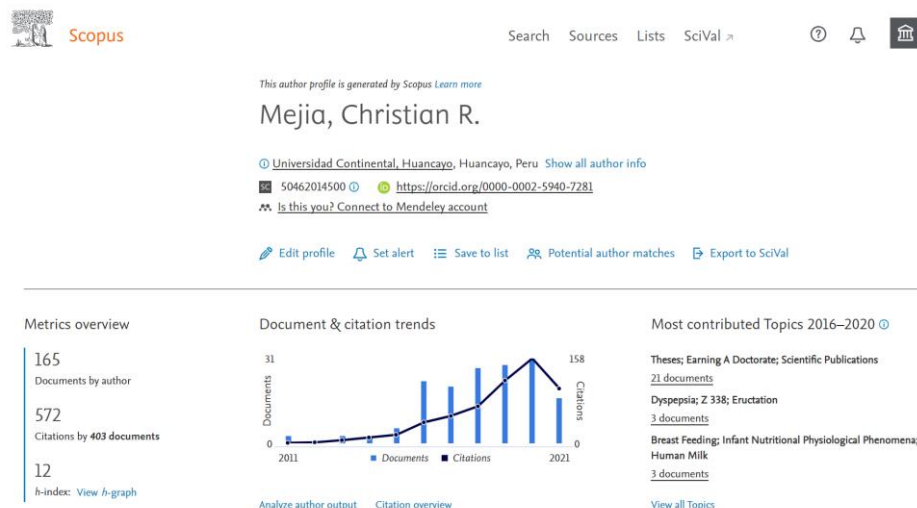 Scopus
Search Sources Lists SciVal ↗
This author profile is generated by Scopus Learn more
Mejia, Christian R.
Universidad Continental, Huancayo, Huancayo, Peru Show all author info
SC 50462014500 iD https://orcid.org/0000-0002-5940-7281
Is this you? Connect to Mendeley account
Edit profile Set alert Save to list Potential author matches Export to SciVal
Metrics overview
165
Documents by author
572
Citations by 403 documents
12
h-index: View h-graph
Document & citation trends
31
158
Documents
Citations
0
0
2011
Documents Citations
2021
Analyze author output Citation overview
Most contributed Topics 2016–2020
Theses; Earning A Doctorate; Scientific Publications
21 documents
Dyspepsia; Z 338; Eructation
3 documents
Breast Feeding; Infant Nutritional Physiological Phenomena;
Human Milk
3 documents
View all Topics